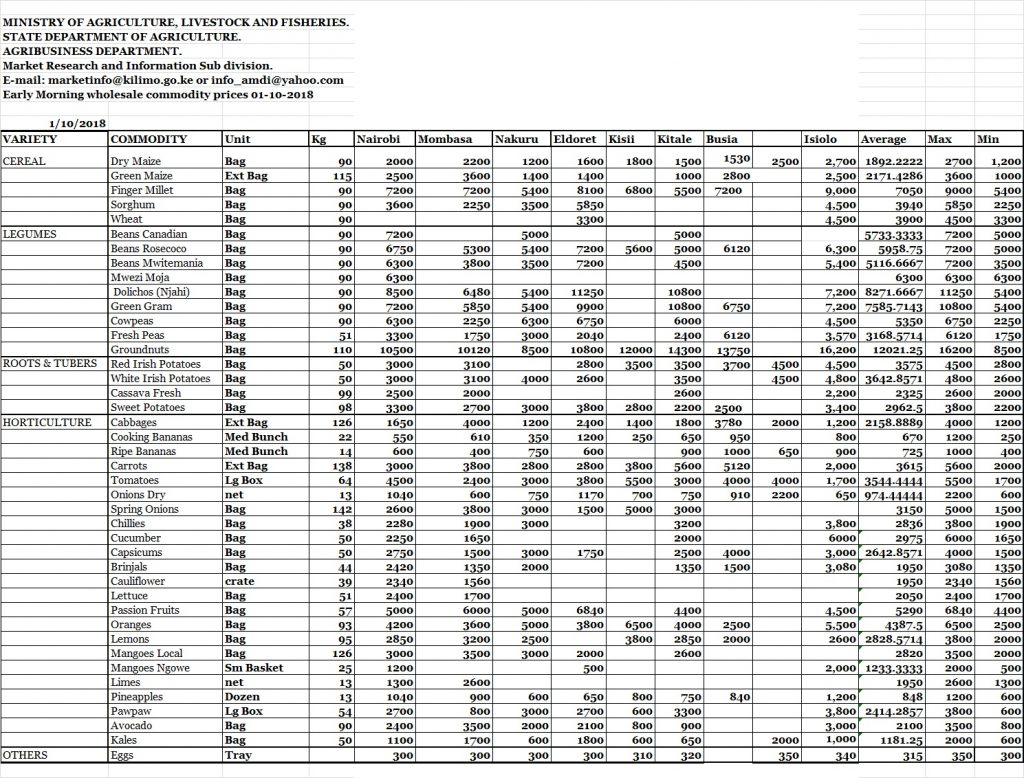 MINISTRY OF AGRICULTURE, LIVESTOCK AND FISHERIES.
STATE DEPARTMENT OF AGRICULTURE.
AGRIBUSINESS DEPARTMENT.
Market Research and Information Sub division.
E-mail: marketinfo@kilimo.go.ke or info_amdi@yahoo.com
Early Morning wholesale commodity prices 01-10-2018
1/10/2018
VARIETY COMMODITY Unit Kg Nairobi Mombasa Nakuru Eldoret Kisii Kitale Busia Isiolo Average Max Min
CEREAL Dry Maize Bag 90 2000 2200 1200 1600 1800 1500 1530 2500 2,700 1892.2222 2700 1,200
Green Maize Ext Bag 115 2500 3600 1400 1400 1000 2800 2,500 2171.4286 3600 1000
Finger Millet Bag 90 7200 7200 5400 8100 6800 5500 7200 9,000 7050 9000 5400
Sorghum Bag 90 3600 2250 3500 5850 4,500 3940 5850 2250
Wheat Bag 90 3300 4,500 3900 4500 3300
LEGUMES Beans Canadian Bag 90 7200 5000 5000 5733.3333 7200 5000
Beans Rosecoco Bag 90 6750 5300 5400 7200 5600 5000 6120 6,300 5958.75 7200 5000
Beans Mwitemania Bag 90 6300 3800 3500 7200 4500 5,400 5116.6667 7200 3500
Mwezi Moja Bag 90 6300 6300 6300 6300
Dolichos (Njahi) Bag 90 8500 6480 5400 11250 10800 7,200 8271.6667 11250 5400
Green Gram Bag 90 7200 5850 5400 9900 10800 6750 7,200 7585.7143 10800 5400
Cowpeas Bag 90 6300 2250 6300 6750 6000 4,500 5350 6750 2250
Fresh Peas Bag 51 3300 1750 3000 2040 2400 6120 3,570 3168.5714 6120 1750
Groundnuts Bag 110 10500 10120 8500 10800 12000 14300 13750 16,200 12021.25 16200 8500
ROOTS & TUBERS Red Irish Potatoes Bag 50 3000 3100 2800 3500 3500 3700 4500 4,500 3575 4500 2800
White Irish Potatoes Bag 50 3000 3100 4000 2600 3500 4500 4,800 3642.8571 4800 2600
Cassava Fresh Bag 99 2500 2000 2600 2,200 2325 2600 2000
Sweet Potatoes Bag 98 3300 2700 3000 3800 2800 2200 2500 3,400 2962.5 3800 2200
HORTICULTURE Cabbages Ext Bag 126 1650 4000 1200 2400 1400 1800 3780 2000 1,200 2158.8889 4000 1200
Cooking Bananas Med Bunch 22 550 610 350 1200 250 650 950 800 670 1200 250
Ripe Bananas Med Bunch 14 600 400 750 600 900 1000 650 900 725 1000 400
Carrots Ext Bag 138 3000 3800 2800 2800 3800 5600 5120 2,000 3615 5600 2000
Tomatoes Lg Box 64 4500 2400 3000 3800 5500 3000 4000 4000 1,700 3544.4444 5500 1700
Onions Dry net 13 1040 600 750 1170 700 750 910 2200 650 974.44444 2200 600
Spring Onions Bag 142 2600 3800 3000 1500 5000 3000 3150 5000 1500
Chillies Bag 38 2280 1900 3000 3200 3,800 2836 3800 1900
Cucumber Bag 50 2250 1650 2000 6000 2975 6000 1650
Capsicums Bag 50 2750 1500 3000 1750 2500 4000 3,000 2642.8571 4000 1500
Brinjals Bag 44 2420 1350 2000 1350 1500 3,080 1950 3080 1350
Cauliflower crate 39 2340 1560 1950 2340 1560
Lettuce Bag 51 2400 1700 2050 2400 1700
Passion Fruits Bag 57 5000 6000 5000 6840 4400 4,500 5290 6840 4400
Oranges Bag 93 4200 3600 5000 3800 6500 4000 2500 5,500 4387.5 6500 2500
Lemons Bag 95 2850 3200 2500 3800 2850 2000 2600 2828.5714 3800 2000
Mangoes Local Bag 126 3000 3500 3000 2000 2600 2820 3500 2000
Mangoes Ngowe Sm Basket 25 1200 500 2,000 1233.3333 2000 500
Limes net 13 1300 2600 1950 2600 1300
Pineapples Dozen 13 1040 900 600 650 800 750 840 1,200 848 1200 600
Pawpaw Lg Box 54 2700 800 3000 2700 600 3300 3,800 2414.2857 3800 600
Avocado Bag 90 2400 3500 2000 2100 800 900 3,000 2100 3500 800
Kales Bag 50 1100 1700 600 1800 600 650 2000 1,000 1181.25 2000 600
OTHERS Eggs Tray 300 300 300 300 310 320 350 340 315 350 300